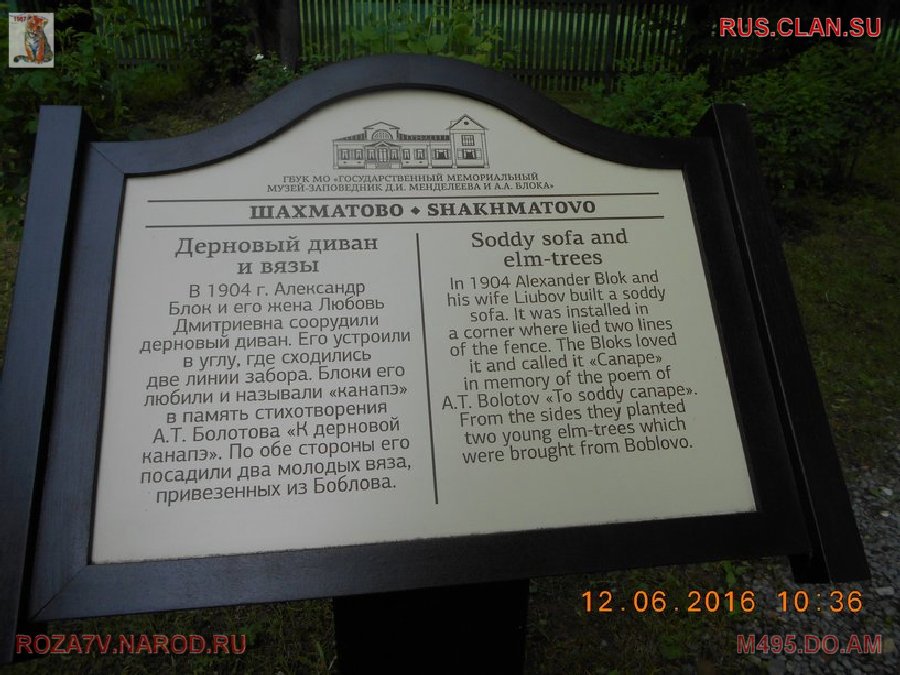 1987
RUS.CLAN.SU
ГБУК МО «ГОСУДАРСТВЕННЫЙ МЕМОРИАЛЬНЫЙ
МУЗЕЙ-ЗАПОВЕДНИК Д.И. МЕНДЕЛЕЕВА И А.А. БЛОКА»
ШАХМАТОВО ◆ SHAKHMATOVO
Дерновый диван
и вязы
В 1904 г. Александр
Блок и его жена Любовь
Дмитриевна соорудили
дерновый диван. Его устроили
в углу, где сходились
две линии забора. Блоки его
любили и называли «канапэ»
в память стихотворения
А.Т. Болотова «К дерновой
канапэ». По обе стороны его
посадили два молодых вяза,
привезенных из Боблова.
Soddy sofa and
elm-trees
In 1904 Alexander Blok and
his wife Liubov built a soddy
sofa. It was installed in
a corner where lied two lines
of the fence. The Bloks loved
it and called it «Canape»
in memory of the poem of
A.T. Bolotov «To soddy canape».
From the sides they planted
two young elm-trees which
were brought from Boblovo.
12.06.2016 10:36
ROZA7V.NAROD.RU
M495.DO.AM